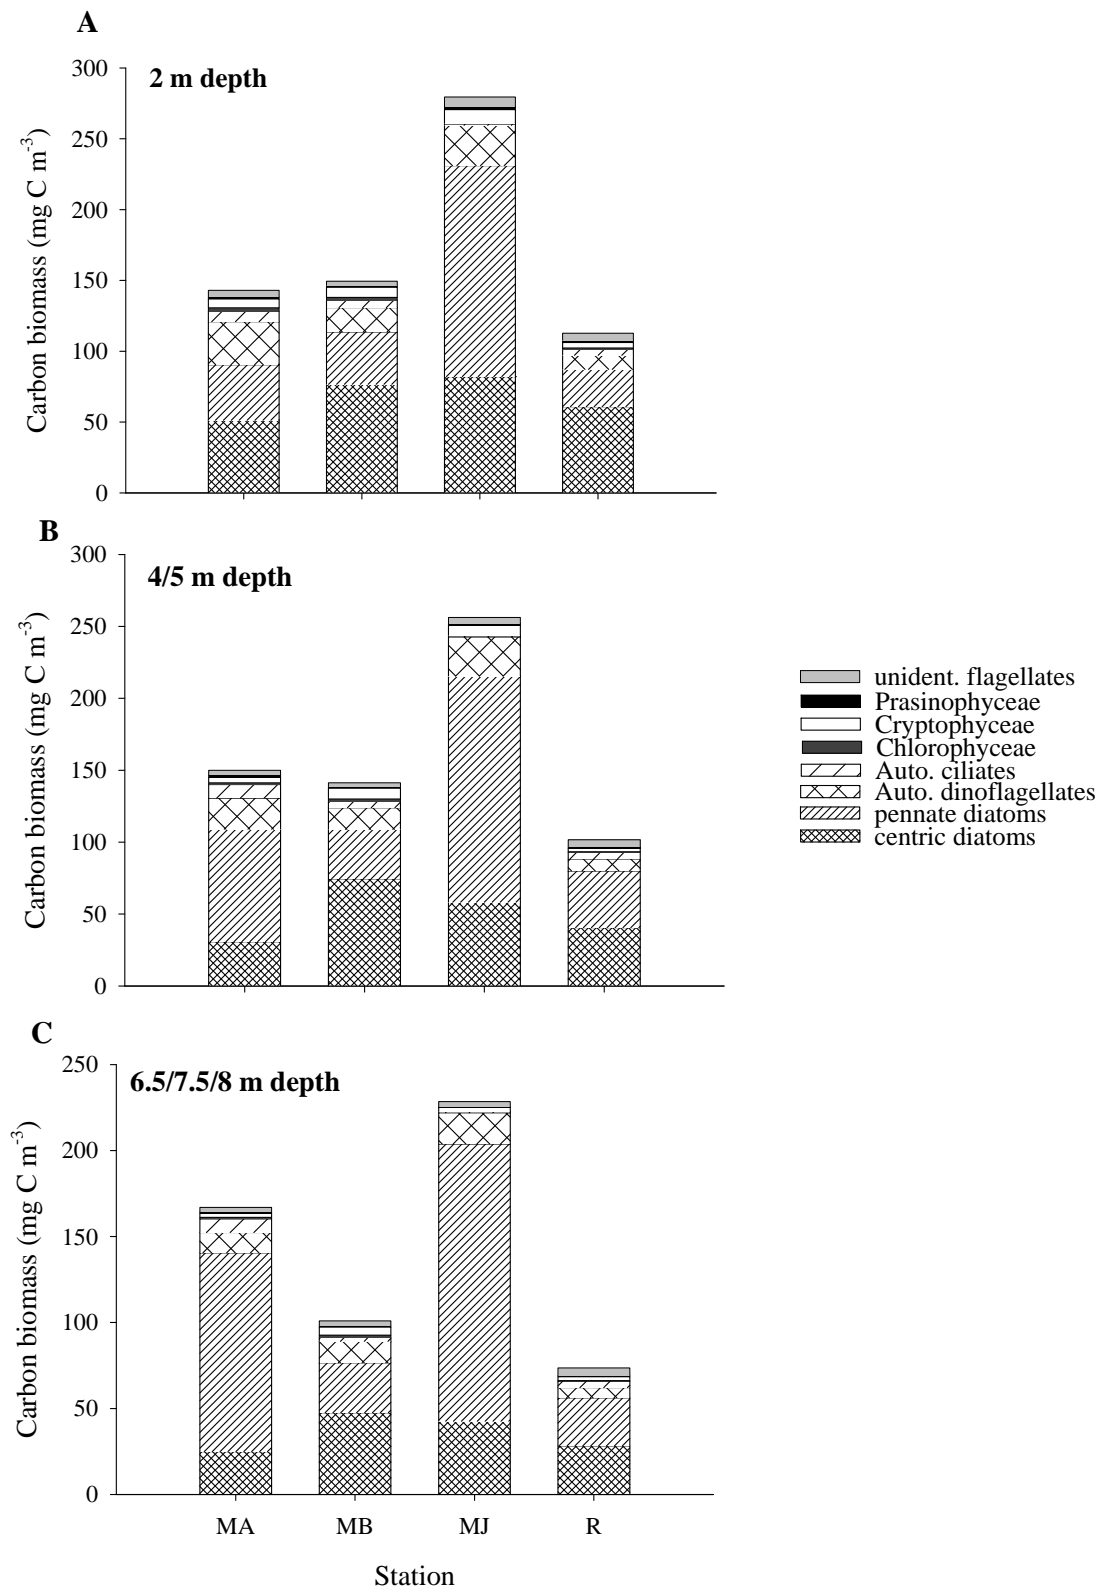 A
2 m depth
Carbon biomass (mg C m-3)
300
250
200
150
100
50
0
B
4/5 m depth
Carbon biomass (mg C m-3)
300
250
200
150
100
50
0
unident. flagellates
Prasinophyceae
Cryptophyceae
Chlorophyceae
Auto. ciliates
Auto. dinoflagellates
pennate diatoms
centric diatoms
C
6.5/7.5/8 m depth
Carbon biomass (mg C m-3)
250
200
150
100
50
0
MA MB MJ R
Station